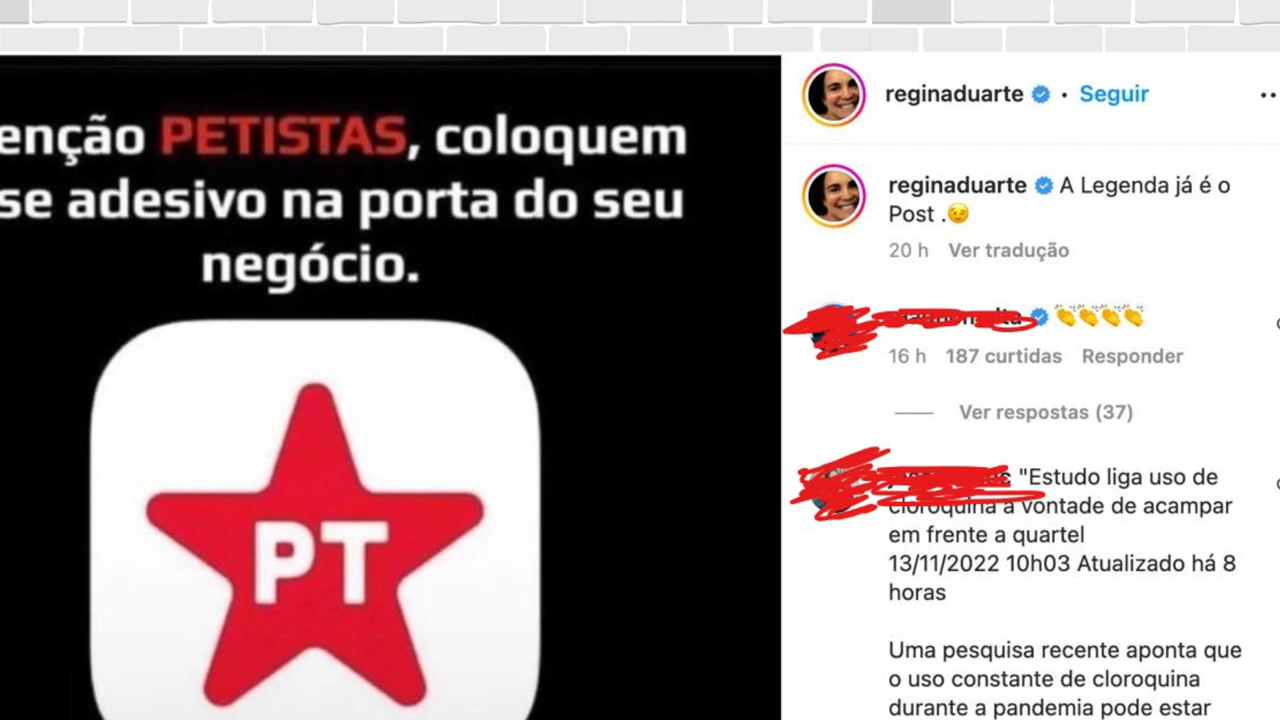 enção PETISTAS, coloquem
se adesivo na porta do seu
negócio.
PT
reginaduarte • Seguir
reginaduarte A Legenda já é o
Post .😉
20 h Ver tradução
👏👏👏👏
16 h 187 curtidas Responder
Ver respostas (37)
"Estudo liga uso de
cloroquina a vontade de acampar
em frente a quartel
13/11/2022 10h03 Atualizado há 8
horas
Uma pesquisa recente aponta que
o uso constante de cloroquina
durante a pandemia pode estar